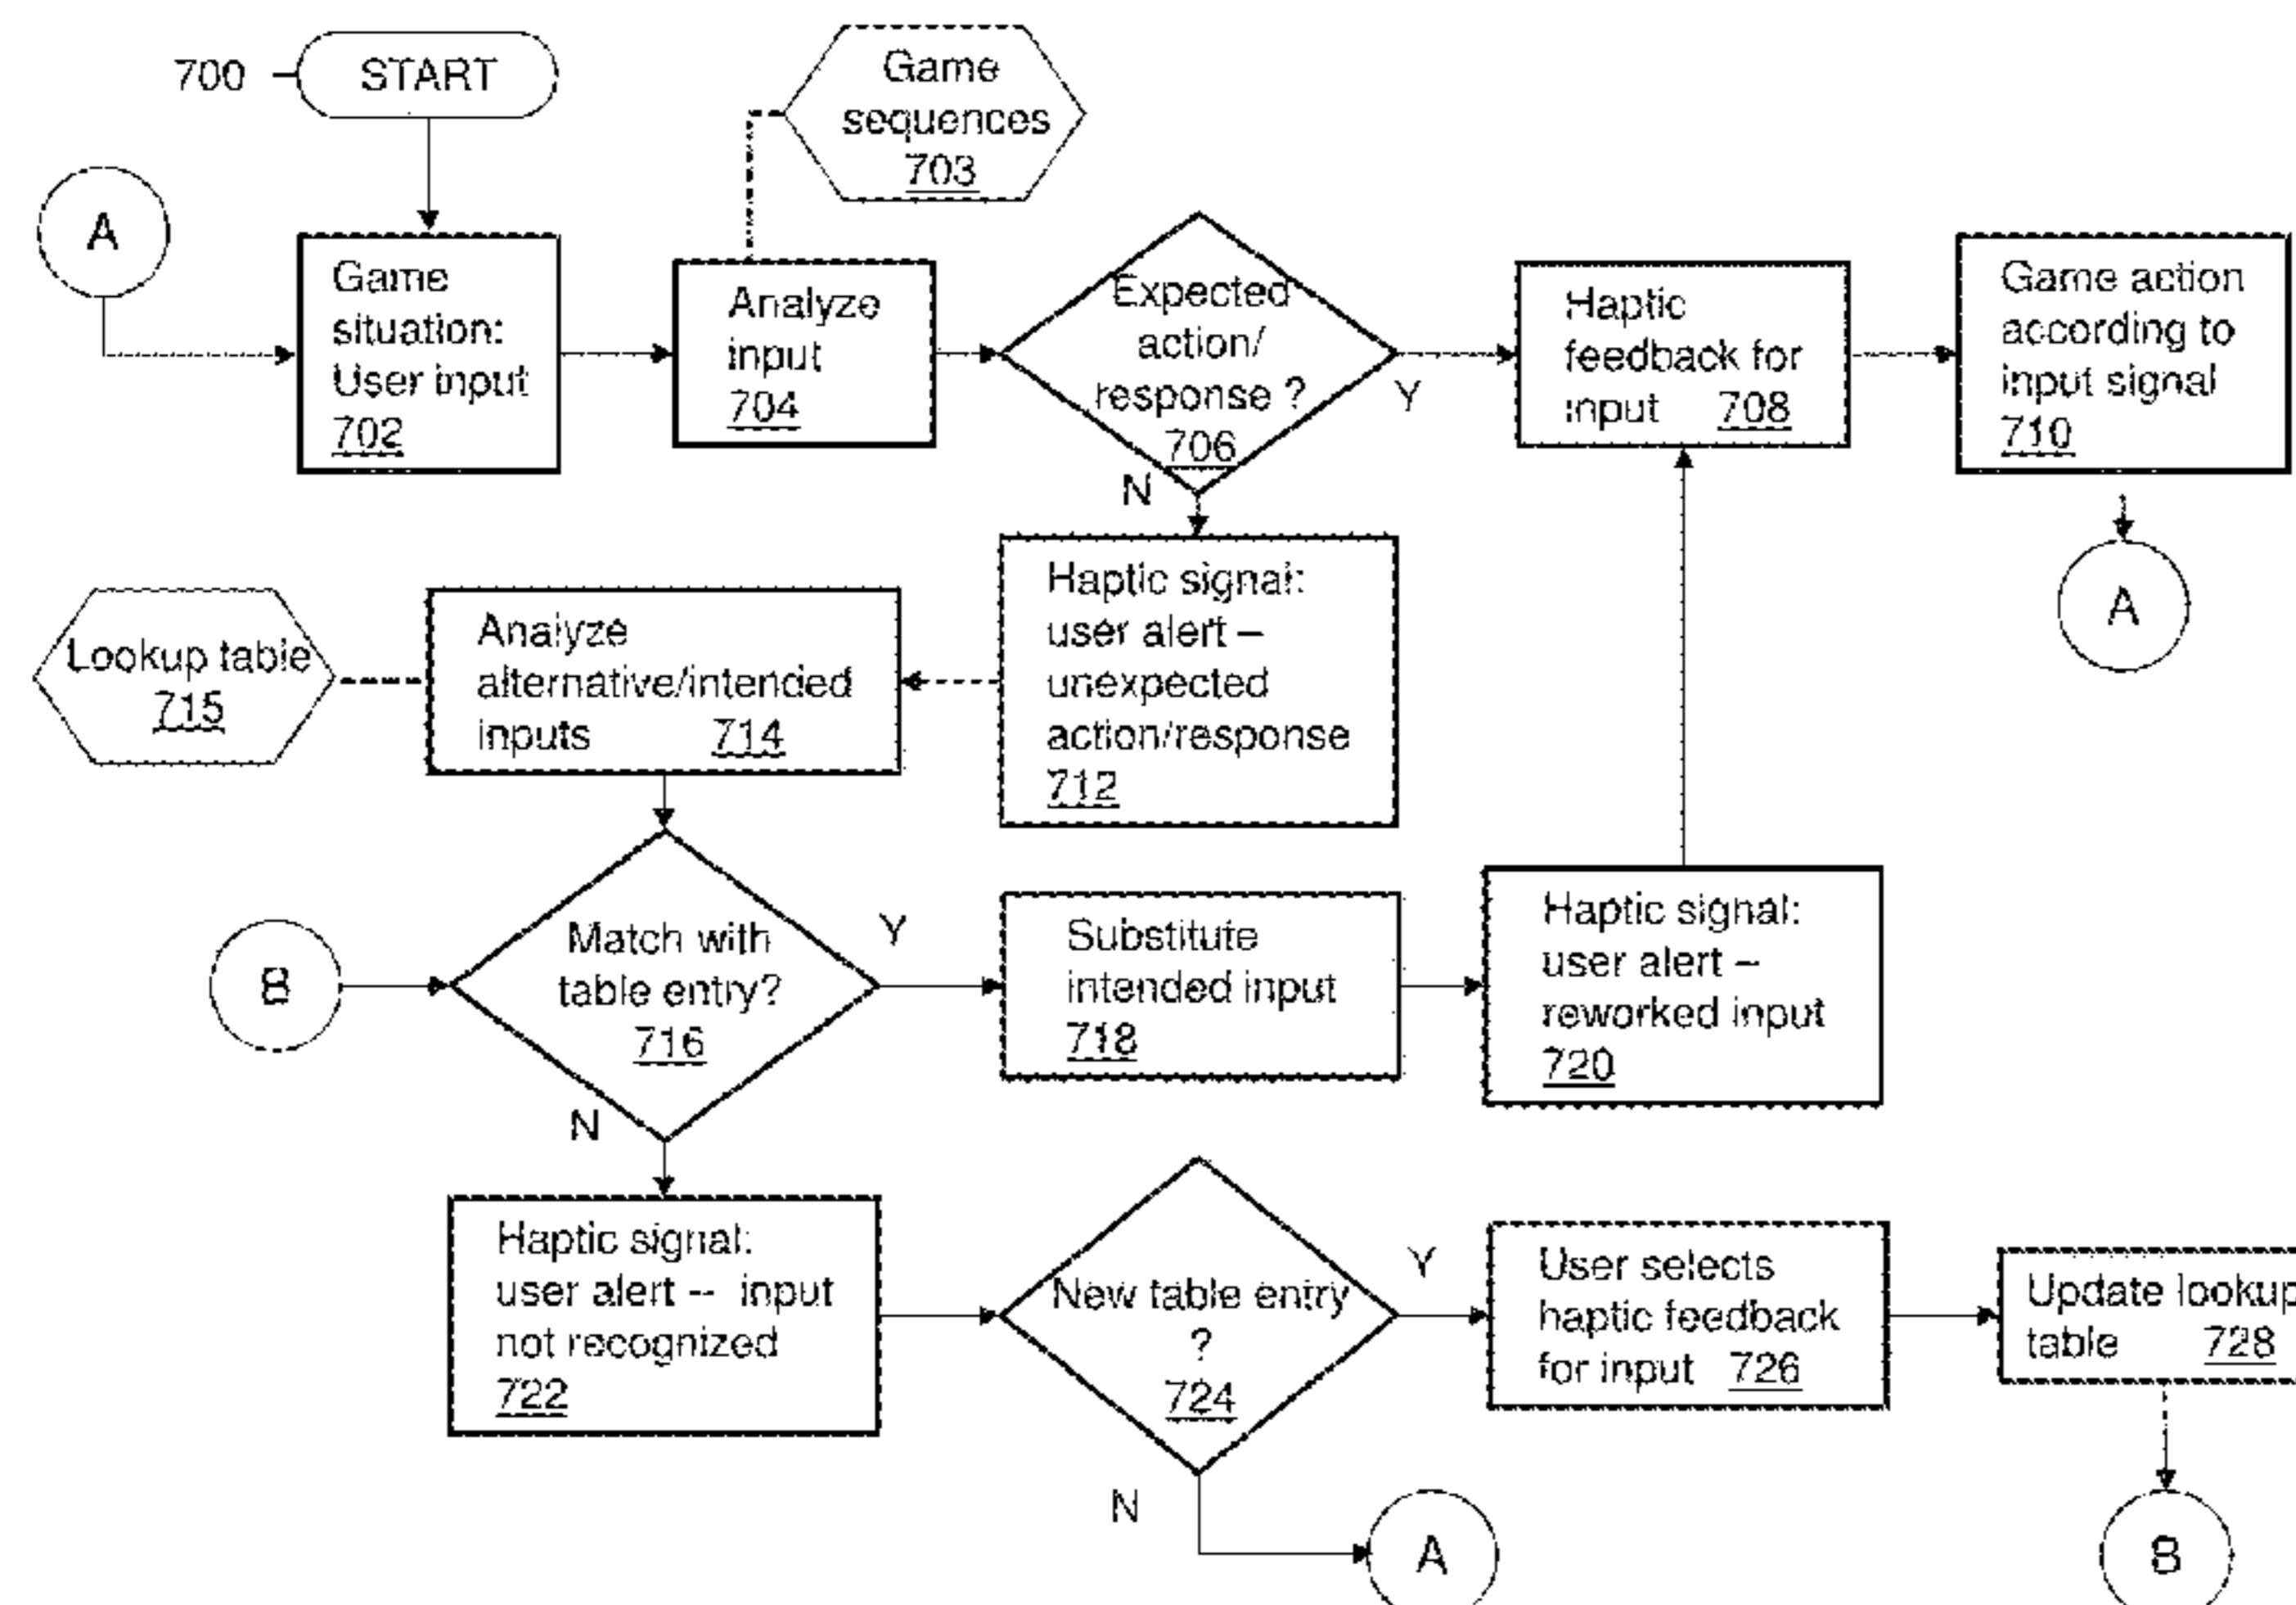 700
START
Game
sequences
703
A
Game
situation:
User input
702
Analyze
input
704
Expected
action/
response ?
706
Y
N
Haptic
feedback for
input 708
Game action
according to
input signal
710
A
Haptic signal:
user alert –
unexpected
action/response
712
Analyze
alternative/intended
inputs 714
Lookup table
715
B
Match with
table entry?
716
Y
N
Substitute
intended input
718
Haptic signal:
user alert –
reworked input
720
Haptic signal:
user alert -- input
not recognized
722
New table entry
?
724
Y
N
User selects
haptic feedback
for input 726
Update lookup
table 728
A
B